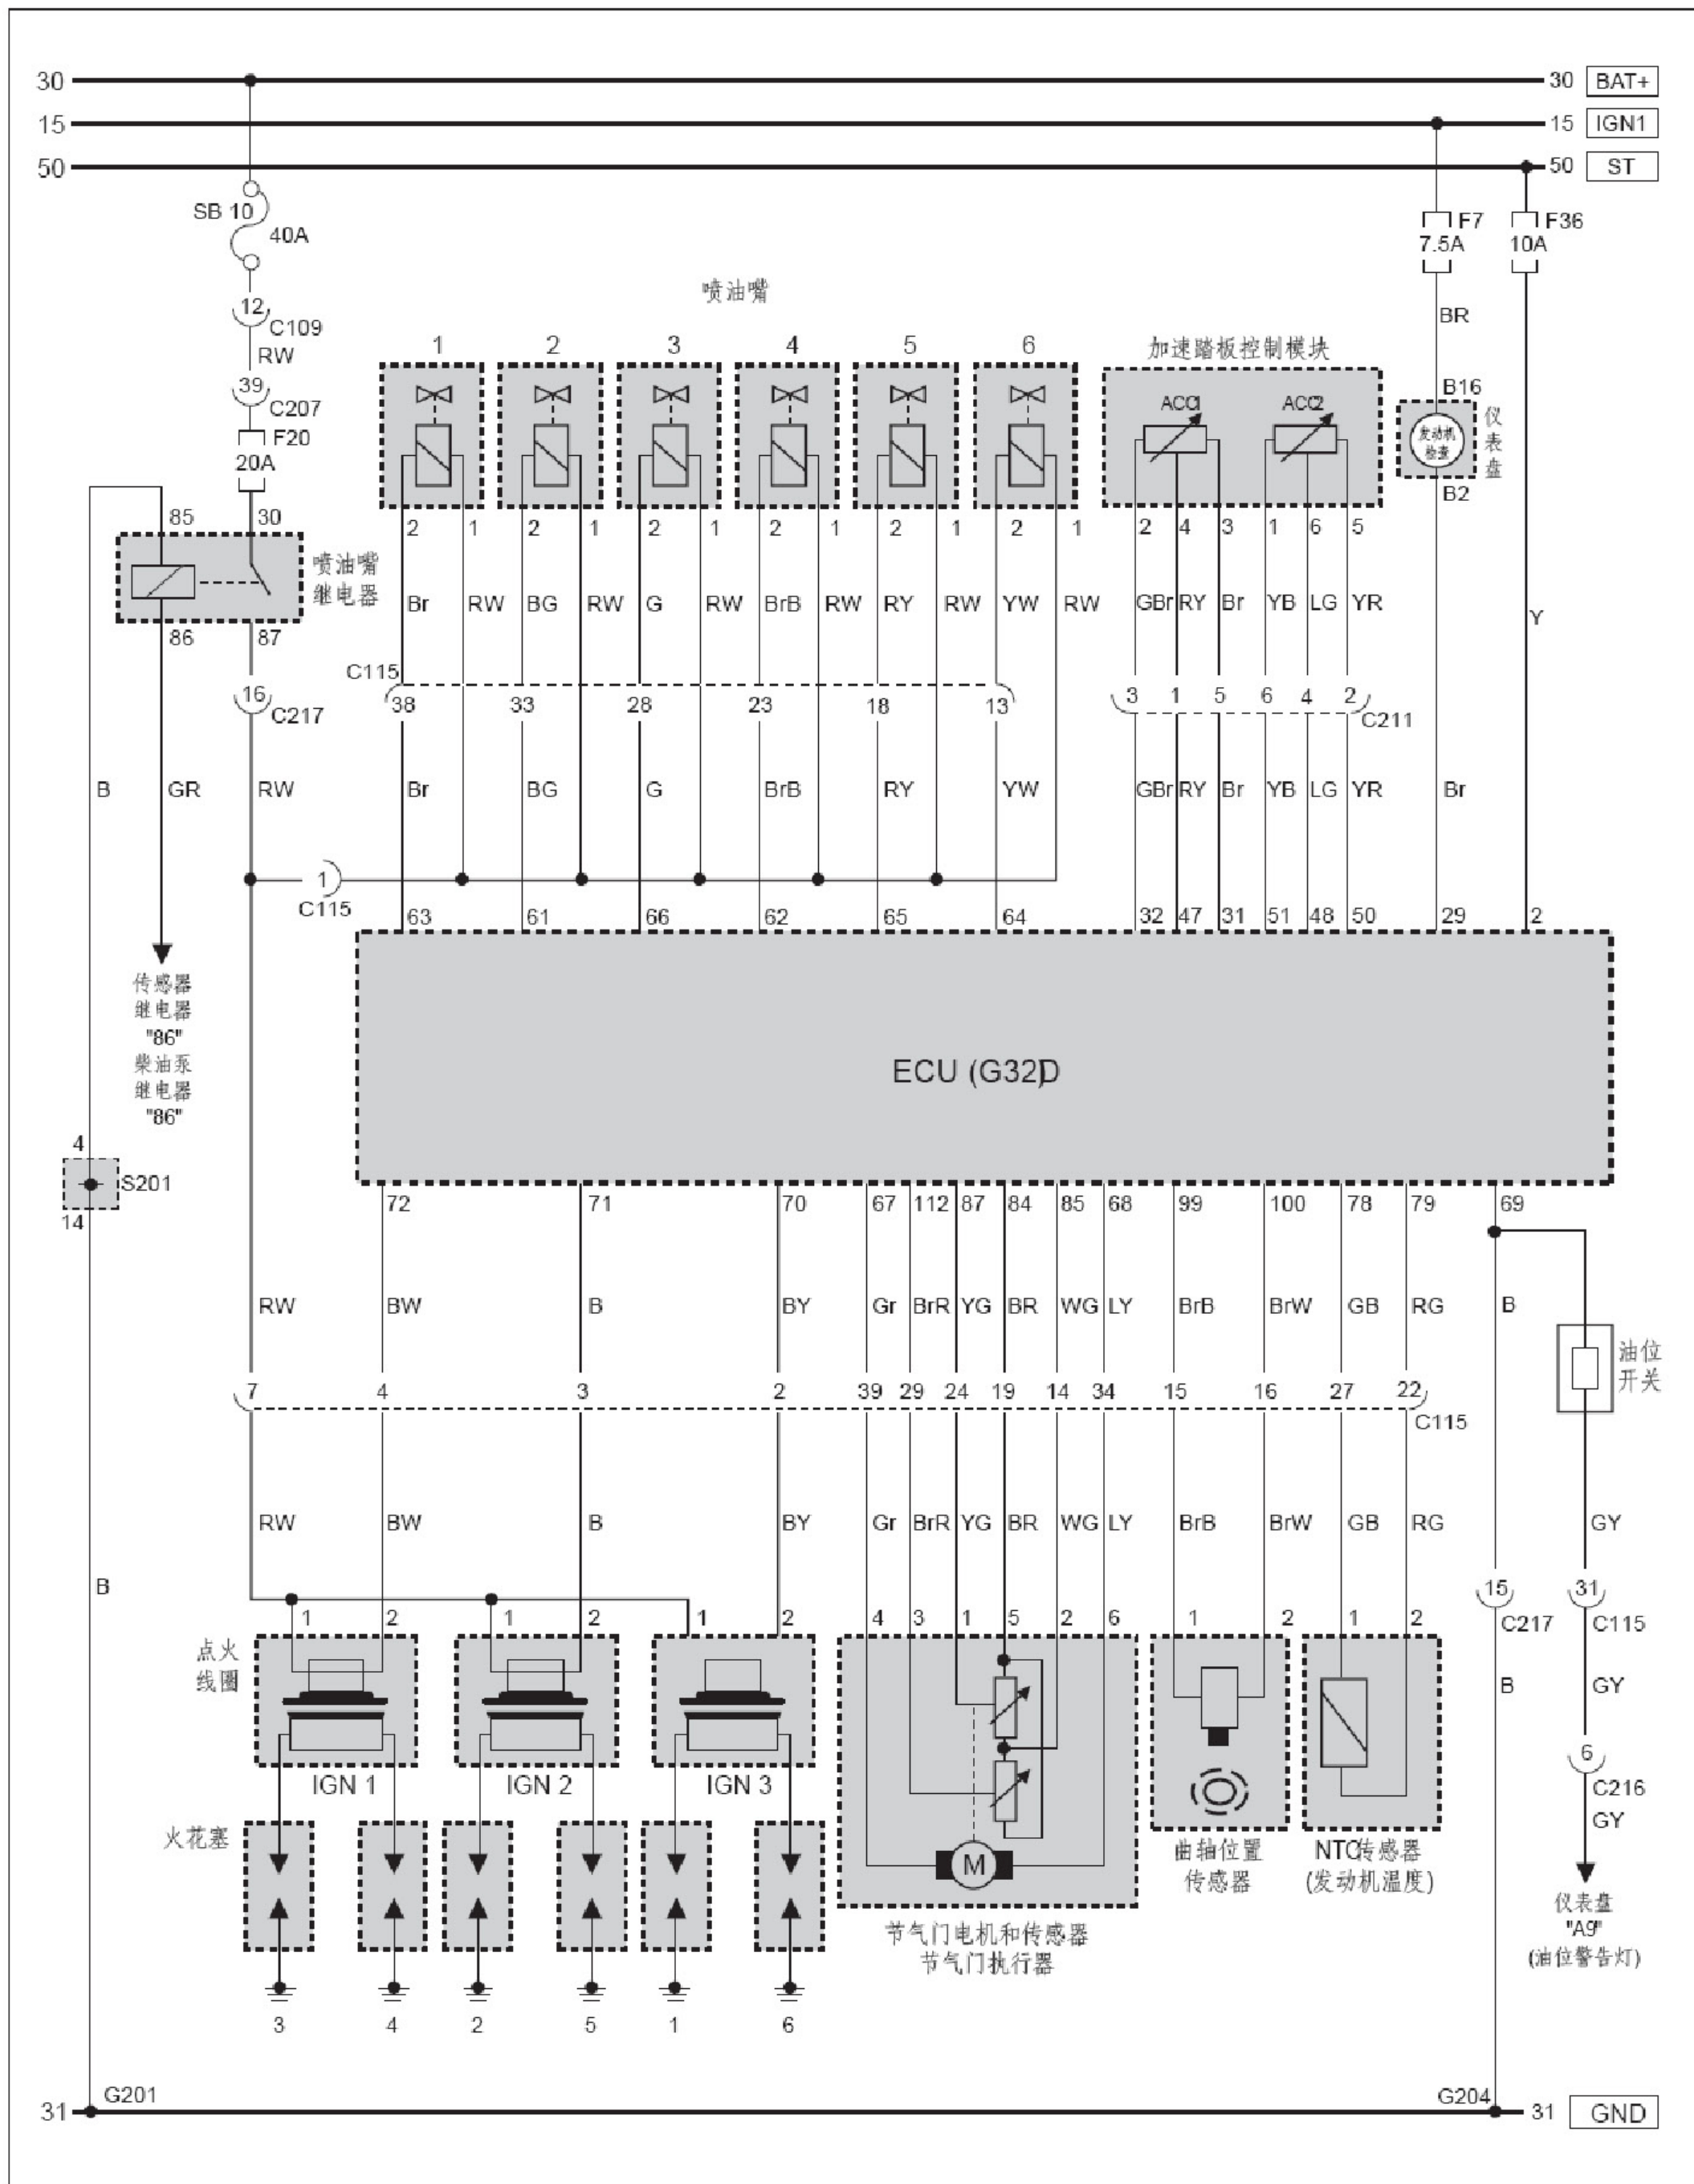 30 30 BAT+
15 15 IGN1
50 50 ST
SB 10
40A
F7
7.5A
F36
10A
12
C109
RW
39
C207
F20
20A
喷油嘴
1 2 3 4 5 6
加速踏板控制模块
ACC1 ACC2
BR
B16
发动机
检查
仪
表
盘
B2
85 30
喷油嘴
继电器
86 87
2 1 2 1 2 1 2 1 2 1 2 1 2 4 3 1 6 5
Br RW BG RW G RW BrB RW RY RW YW RW GBr RY Br YB LG YR
Y
C115
38 33 28 23 18 13 3 1 5 6 4 2
C211
16
C217
B GR RW Br BG G BrB RY YW GBr RY Br YB LG YR Br
1
C115
63 61 66 62 65 64 32 47 31 51 48 50 29 2
传感器
继电器
"86"
柴油泵
继电器
"86"
ECU (G32D
4
S201
14
72 71 70 67 112 87 84 85 68 99 100 78 79 69
RW BW B BY Gr BrR YG BR WG LY BrB BrW GB RG B
油位
开关
7 4 3 2 39 29 24 19 14 34 15 16 27 22
C115
RW BW B BY Gr BrR YG BR WG LY BrB BrW GB RG GY
B
15
C217
31
C115
1 2 1 2 1 2 4 3 1 5 2 6 1 2 1 2
点火
线圈
B GY
IGN 1 IGN 2 IGN 3
6
C216
GY
火花塞
M
曲轴位置
传感器
NTC传感器
(发动机温度)
节气门电机和传感器
节气门执行器
仪表盘
"A9"
(油位警告灯)
3 4 2 5 1 6
31 G201 G204 31 GND